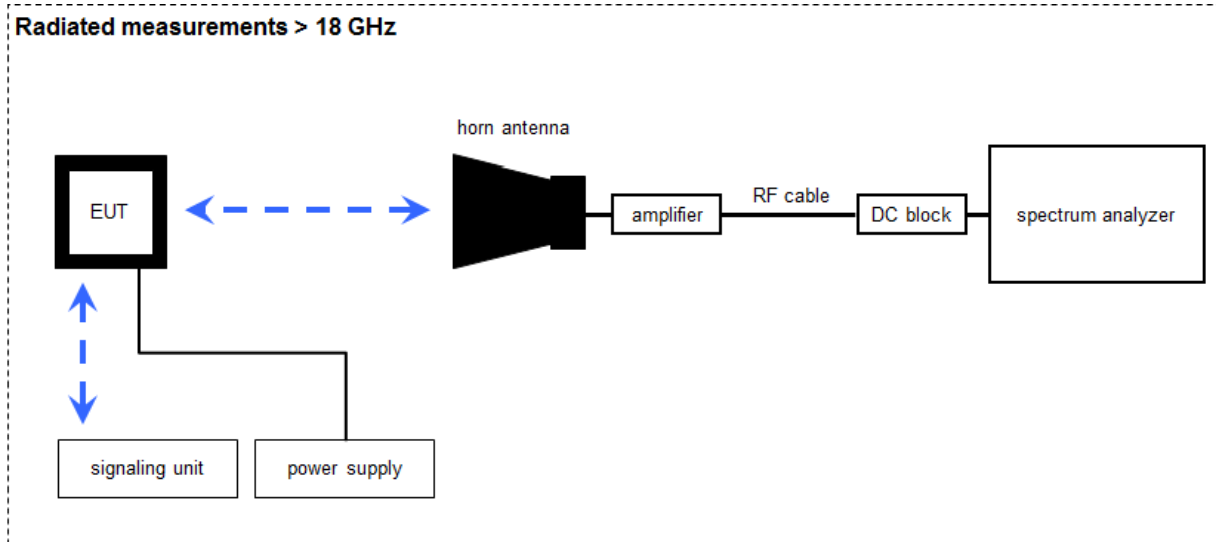 Radiated measurements > 18 GHz
horn antenna
EUT
amplifier
RF cable
DC block
spectrum analyzer
signaling unit
power supply